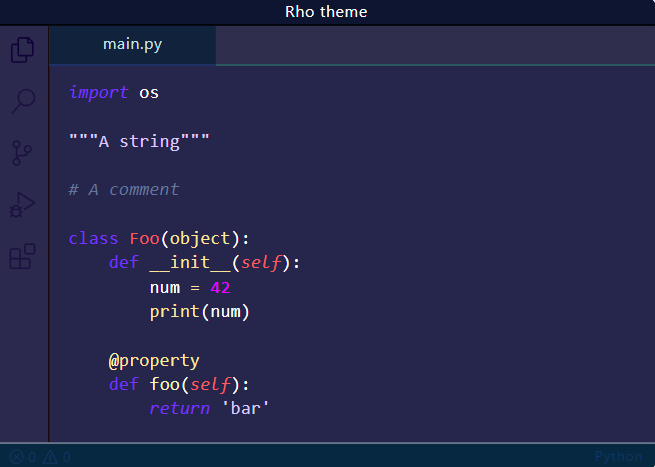 Rho theme
main.py
import os
"""A string"""
# A comment
class Foo(object):
    def __init__(self):
        num = 42
        print(num)
    @property
    def foo(self):
        return 'bar'
0 0 Python